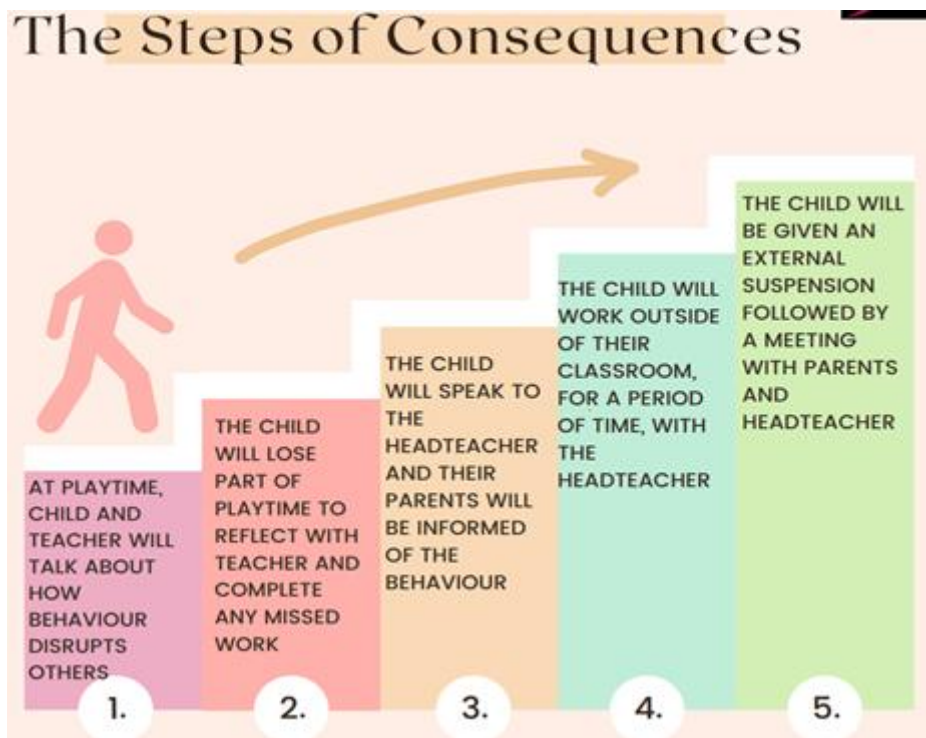 The Steps of Consequences
AT PLAYTIME,
CHILD AND
TEACHER WILL
TALK ABOUT
HOW
BEHAVIOUR
DISRUPTS
OTHERS
1.
THE CHILD
WILL LOSE
PART OF
PLAYTIME TO
REFLECT WITH
TEACHER AND
COMPLETE
ANY MISSED
WORK
2.
THE CHILD
WILL SPEAK TO
THE
HEADTEACHER
AND THEIR
PARENTS WILL
BE INFORMED
OF THE
BEHAVIOUR
3.
THE CHILD WILL
WORK OUTSIDE
OF THEIR
CLASSROOM,
FOR A PERIOD
OF TIME, WITH
THE
HEADTEACHER
4.
THE CHILD WILL
BE GIVEN AN
EXTERNAL
SUSPENSION
FOLLOWED BY
A MEETING
WITH PARENTS
AND
HEADTEACHER
5.